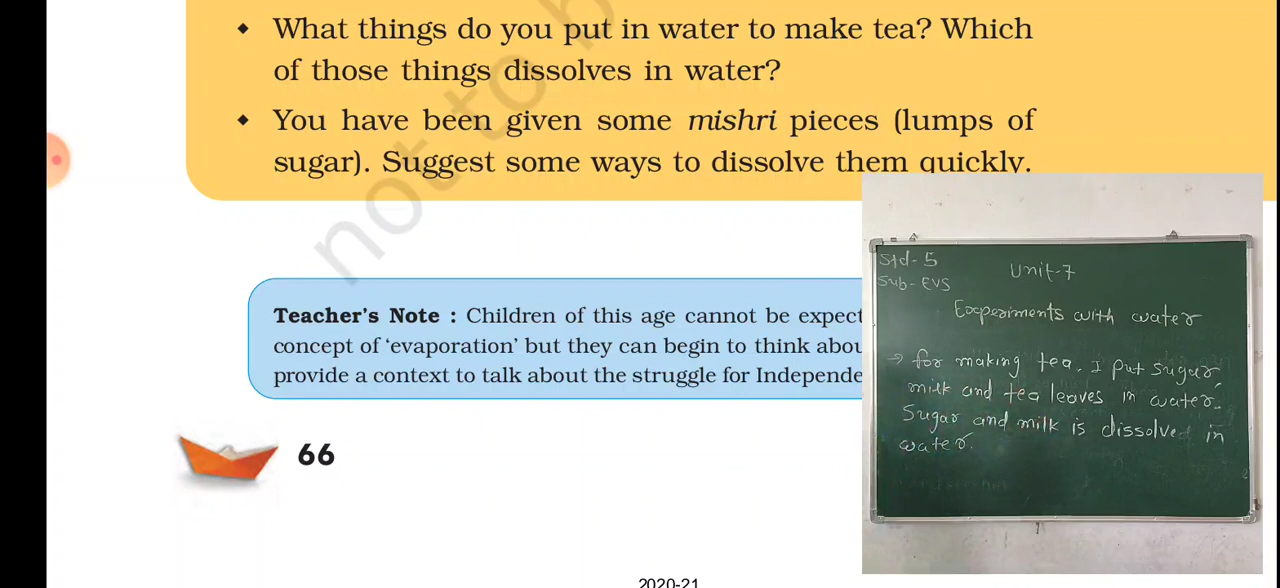 ◆ What things do you put in water to make tea? Which
of those things dissolves in water?
◆ You have been given some mishri pieces (lumps of
sugar). Suggest some ways to dissolve them quickly.
not to b
Teacher's Note : Children of this age cannot be expect
concept of 'evaporation' but they can begin to think abou
provide a context to talk about the struggle for Independe
66
2020-21
Std- 5
Sub- EVS
Unit-7
Experiments with water
→ for making tea. I put sugar
milk and tea leaves in water.
Sugar and milk is dissolved in
water.